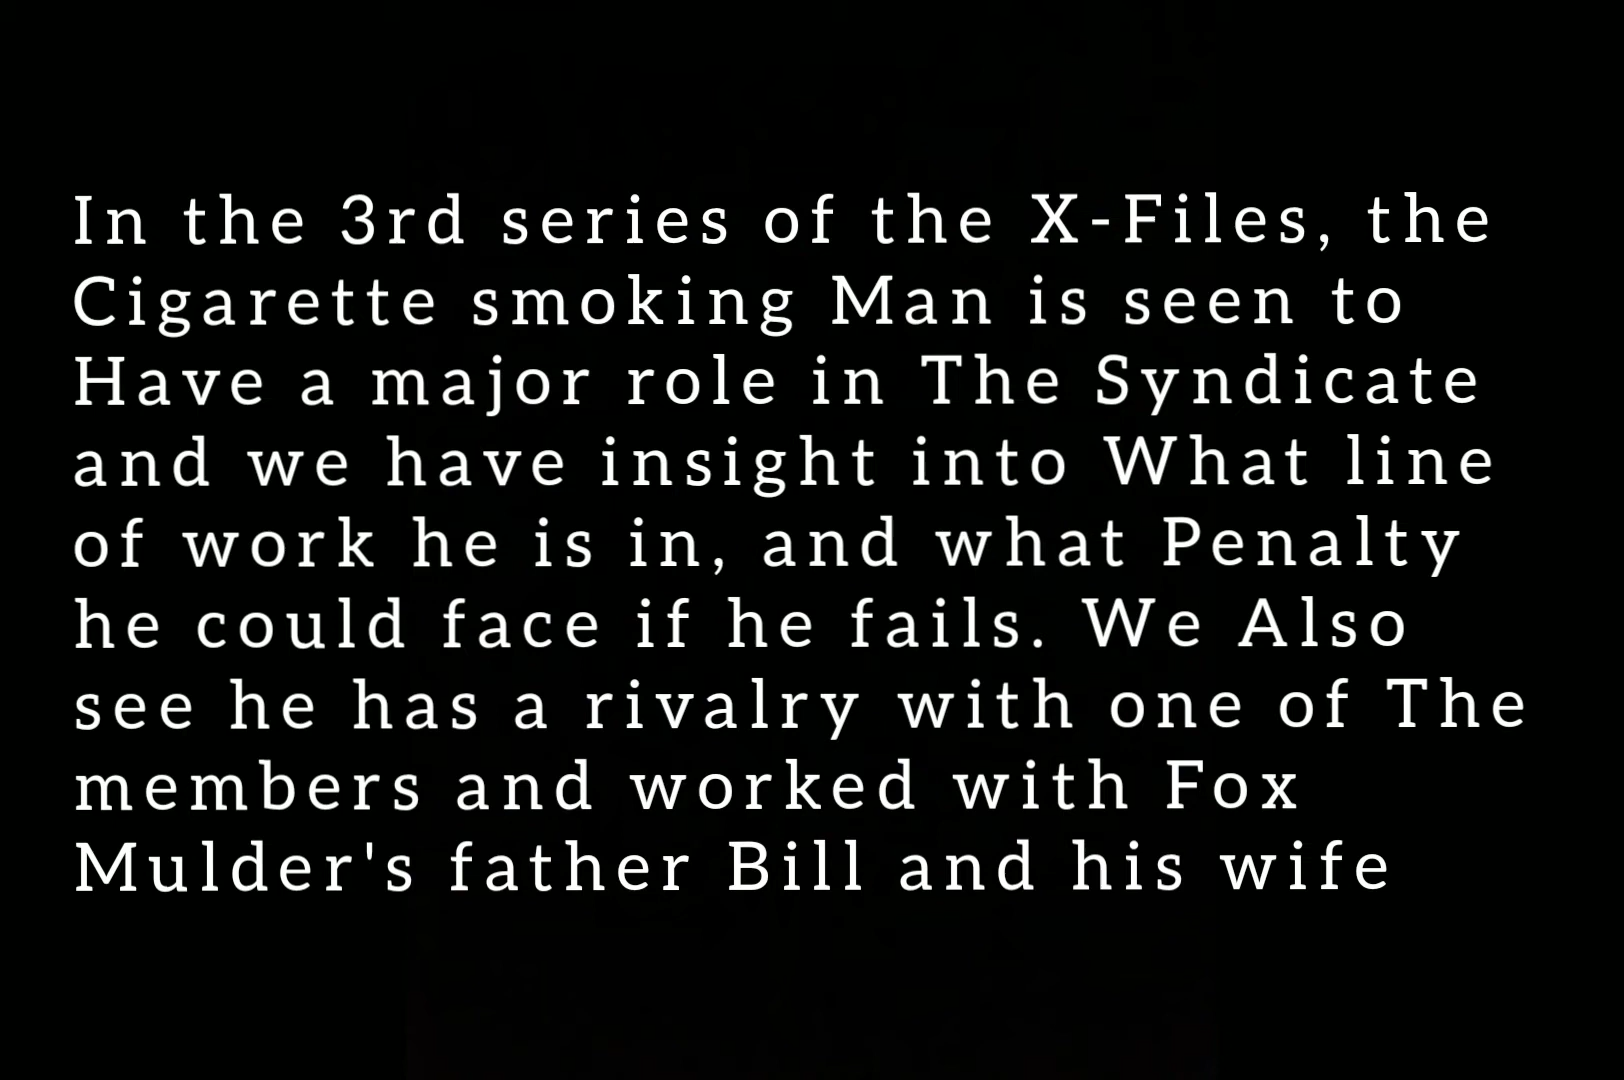 In the 3rd series of the X-Files, the
Cigarette smoking Man is seen to
Have a major role in The Syndicate
and we have insight into What line
of work he is in, and what Penalty
he could face if he fails. We Also
see he has a rivalry with one of The
members and worked with Fox
Mulder's father Bill and his wife